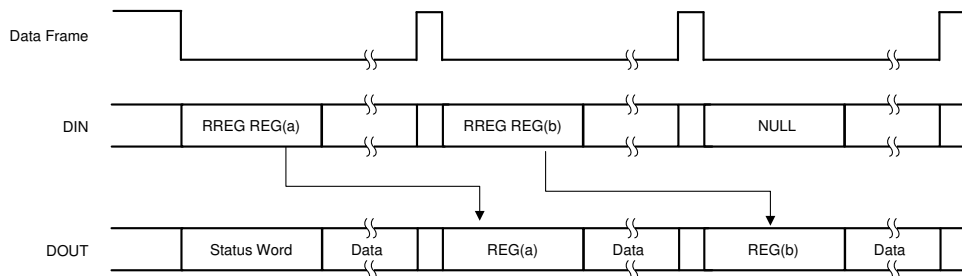 Data Frame
DIN
RREG REG(a)
RREG REG(b)
NULL
DOUT
Status Word
Data
REG(a)
Data
REG(b)
Data